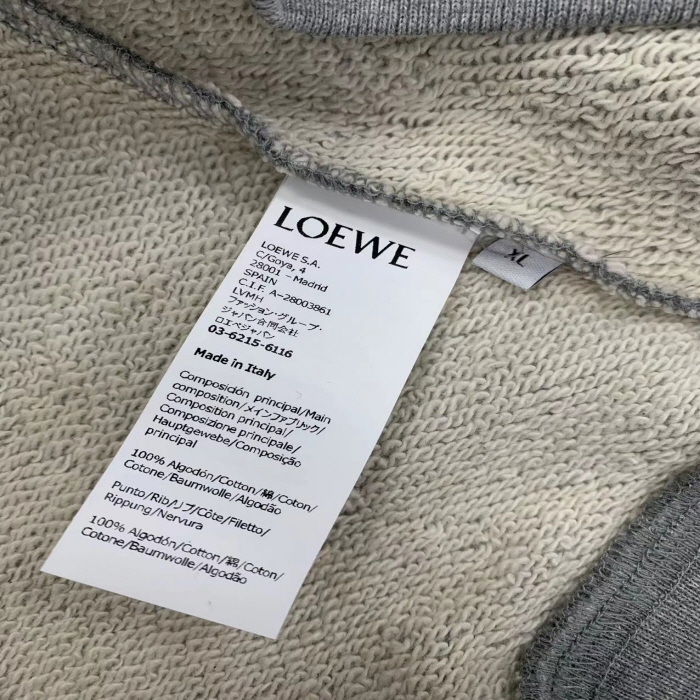 LOEWE
LOEWE S.A.
C/Goya, 4
28001 - Madrid
SPAIN
C.I.F. A-28003861
LVMH
ファッション・グループ・
ジャパン合同会社
ロエベジャパン
03-6215-6116
Made in Italy
Composición principal/Main
composition/メインファブリック/
Composition principal/
Composizione principale/
Hauptgewebe/Composição
principal
100% Algodón/Cotton/綿/Coton/
Cotone/Baumwolle/Algodão
Punto/Rib/リブ/Côte/Filetto/
Rippung/Nervura
100% Algodón/Cotton/綿/Coton/
Cotone/Baumwolle/Algodão
XL